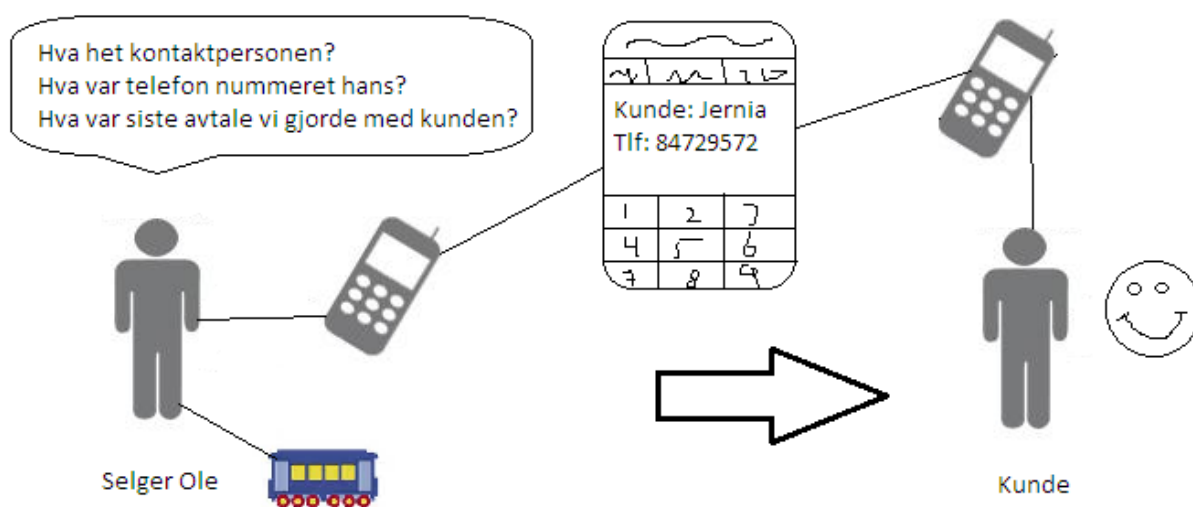 Hva het kontaktpersonen?
Hva var telefon nummeret hans?
Hva var siste avtale vi gjorde med kunden?
Kunde: Jernia
Tlf: 84729572
1 2 3
4 5 6
7 8 9
Selger Ole
Kunde